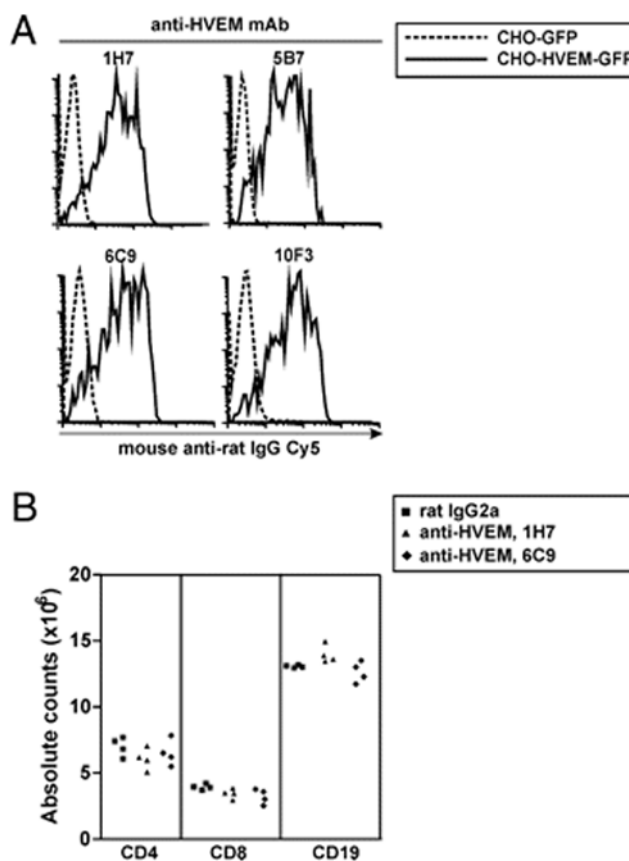 A
anti-HVEM mAb
CHO-GFP
CHO-HVEM-GFP
1H7
5B7
6C9
10F3
mouse anti-rat IgG Cy5
B
rat IgG2a
anti-HVEM, 1H7
anti-HVEM, 6C9
Absolute counts (x10⁶)
20
15
10
5
0
CD4
CD8
CD19